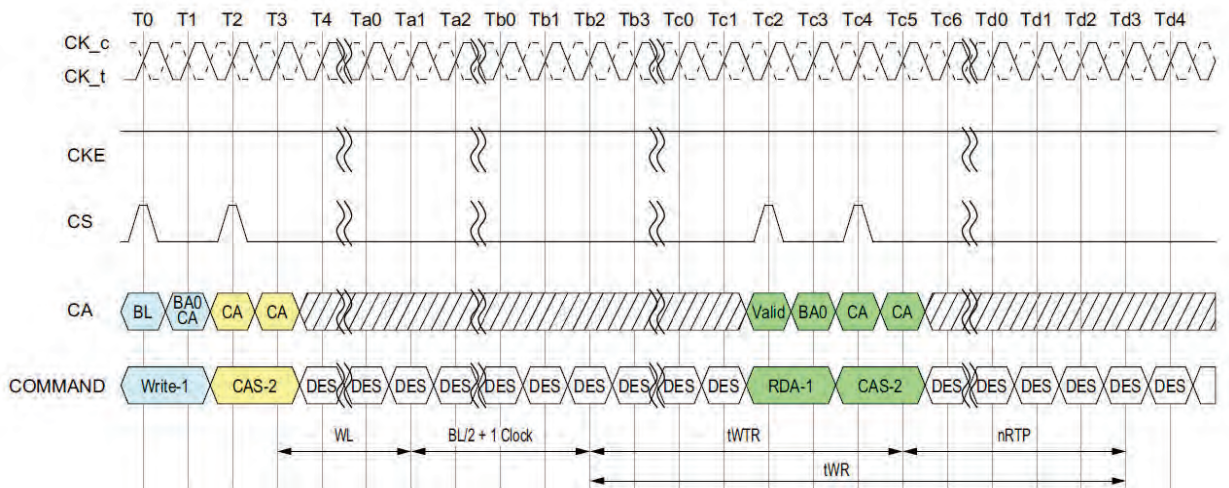 T0 T1 T2 T3 T4 Ta0 Ta1 Ta2 Tb0 Tb1 Tb2 Tb3 Tc0 Tc1 Tc2 Tc3 Tc4 Tc5 Tc6 Td0 Td1 Td2 Td3 Td4
CK_c
CK_t
CKE
CS
CA BL BA0 CA CA CA Valid BA0 CA CA
COMMAND Write-1 CAS-2 DES DES DES DES DES DES DES DES DES DES RDA-1 CAS-2 DES DES DES DES DES DES
WL BL/2 + 1 Clock tWTR nRTP
tWR